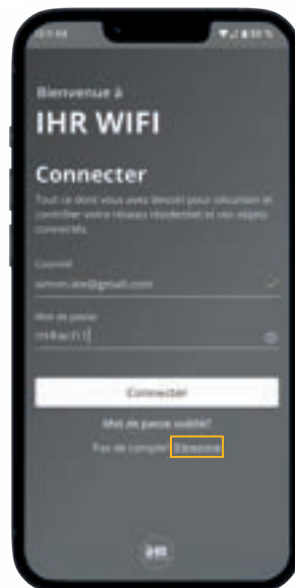 Bienvenue à
IHR WIFI
Connecter
Tout ce dont vous avez besoin pour sécuriser et
contrôler votre réseau résidentiel et vos objets
connectés.
Courriel
Mot de passe
Connecter
Mot de passe oublié?
Pas de compte?
iHR